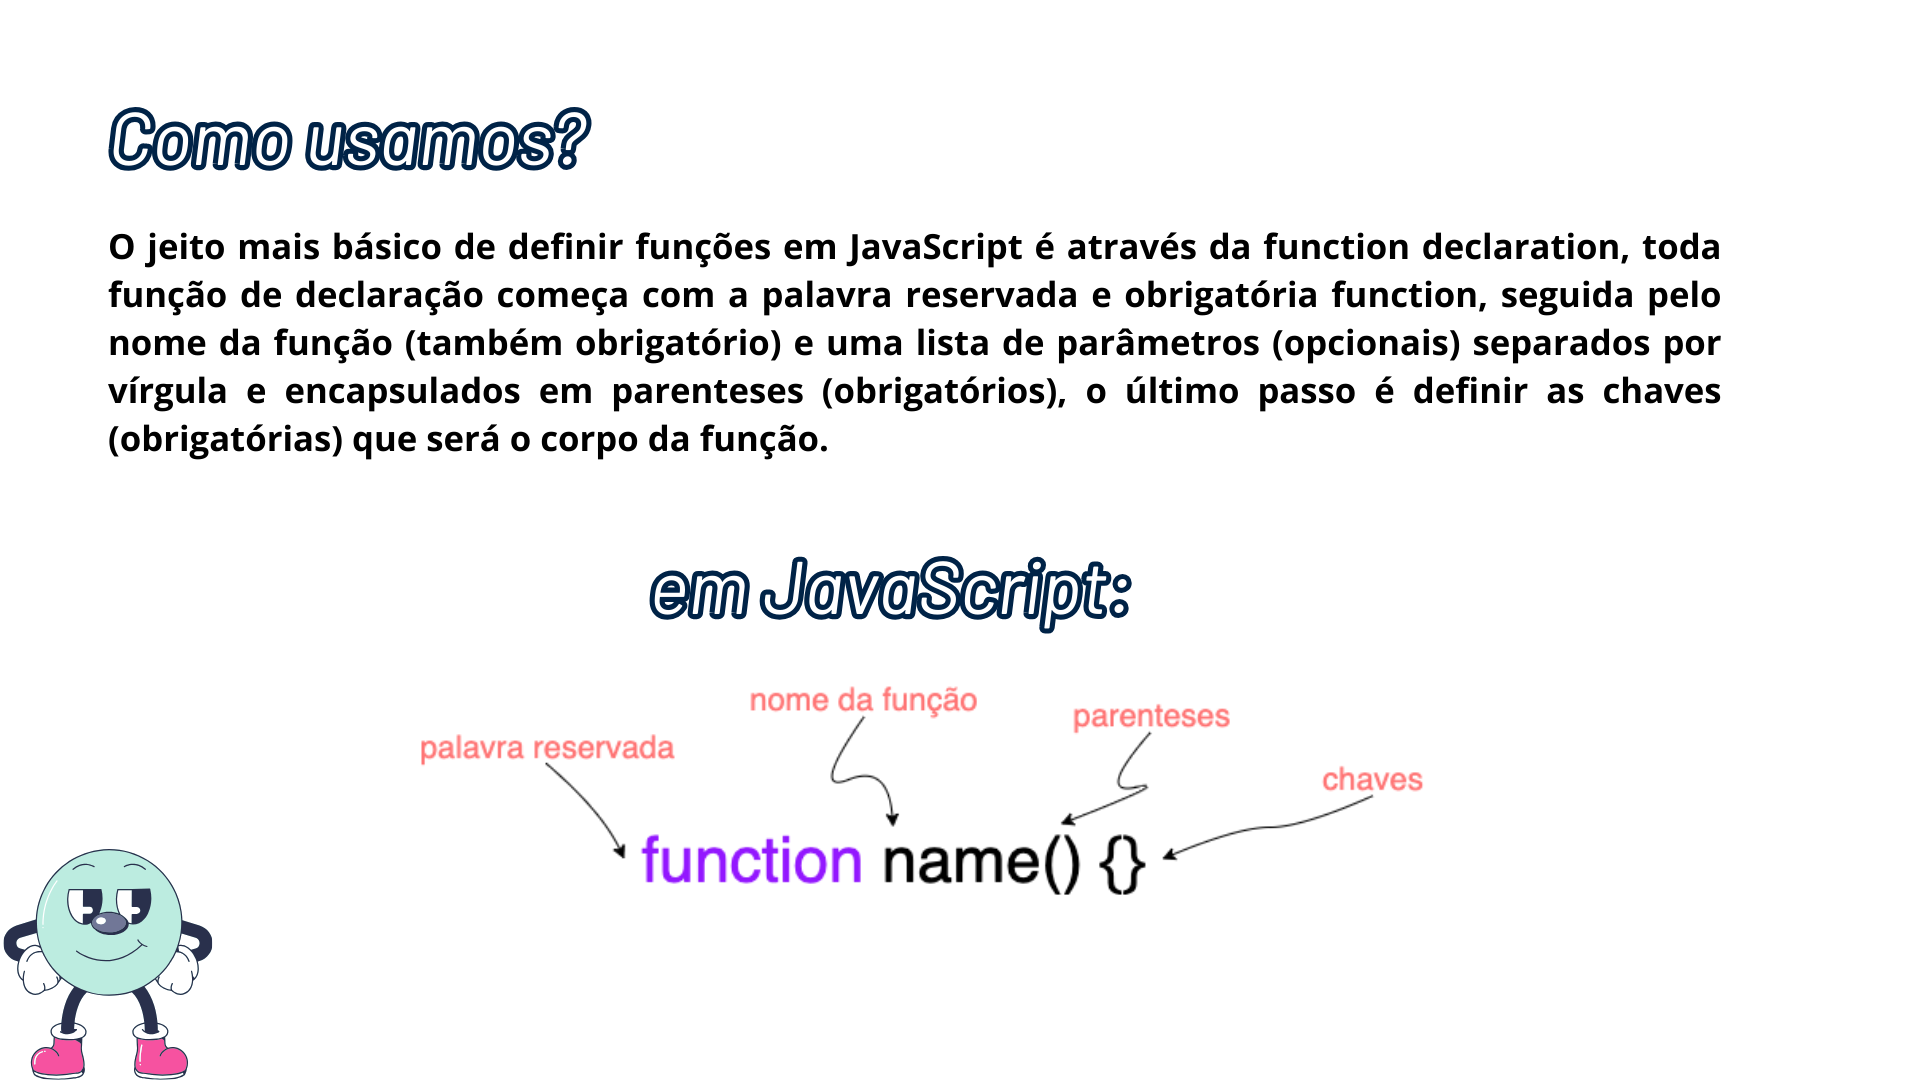 Como usamos?
O jeito mais básico de definir funções em JavaScript é através da function declaration, toda
função de declaração começa com a palavra reservada e obrigatória function, seguida pelo
nome da função (também obrigatório) e uma lista de parâmetros (opcionais) separados por
vírgula e encapsulados em parenteses (obrigatórios), o último passo é definir as chaves
(obrigatórias) que será o corpo da função.
em JavaScript:
nome da função
parenteses
palavra reservada
chaves
function name() {}